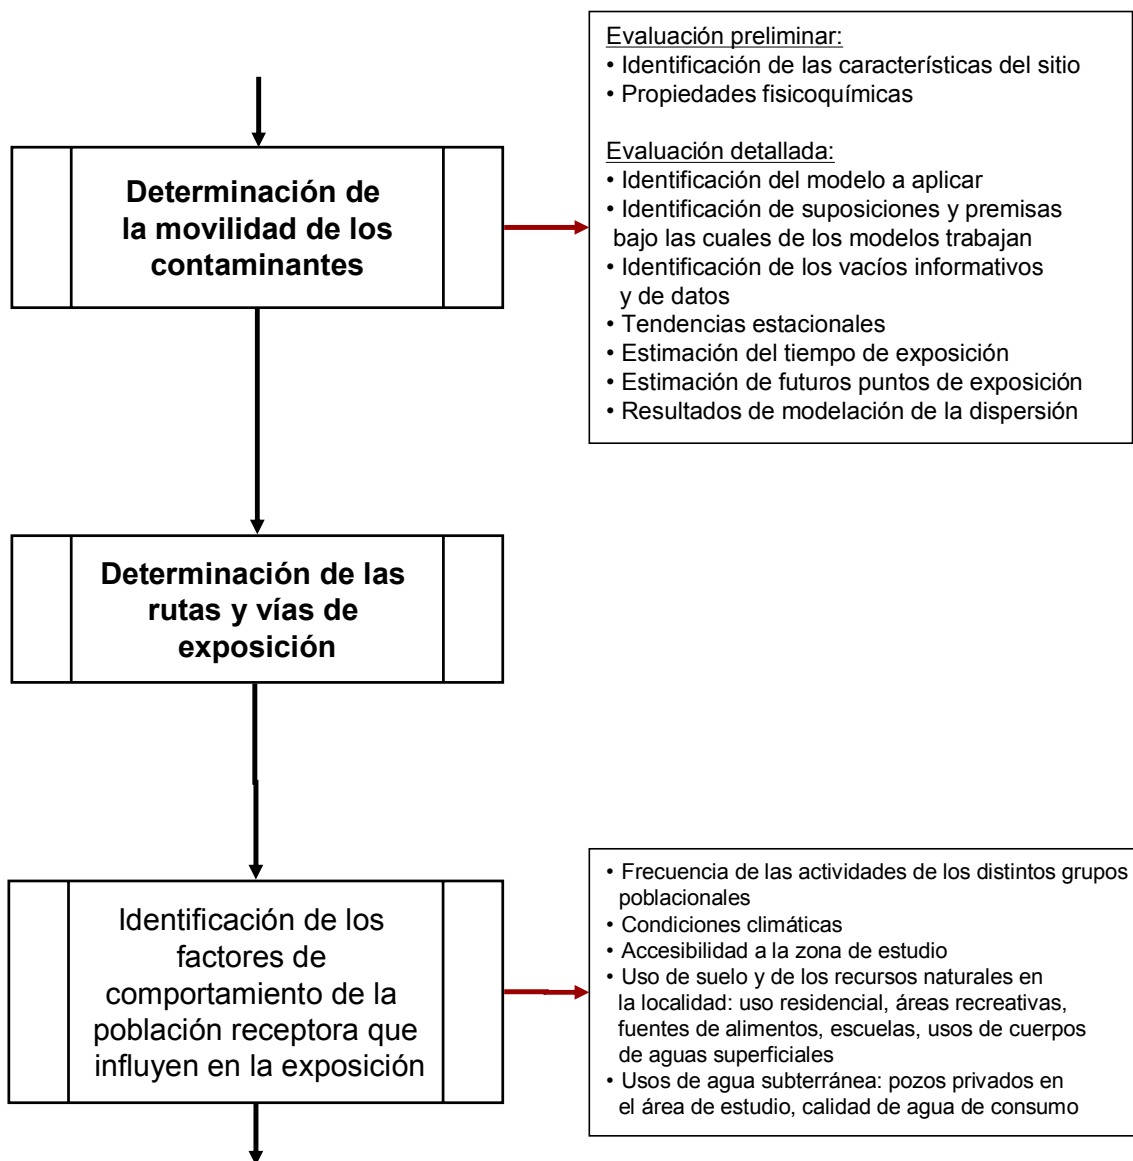 Evaluación preliminar:
• Identificación de las características del sitio
• Propiedades fisicoquímicas
Evaluación detallada:
• Identificación del modelo a aplicar
• Identificación de suposiciones y premisas
bajo las cuales de los modelos trabajan
• Identificación de los vacíos informativos
y de datos
• Tendencias estacionales
• Estimación del tiempo de exposición
• Estimación de futuros puntos de exposición
• Resultados de modelación de la dispersión
Determinación de
la movilidad de los
contaminantes
Determinación de las
rutas y vías de
exposición
Identificación de los
factores de
comportamiento de la
población receptora que
influyen en la exposición
• Frecuencia de las actividades de los distintos grupos
poblacionales
• Condiciones climáticas
• Accesibilidad a la zona de estudio
• Uso de suelo y de los recursos naturales en
la localidad: uso residencial, áreas recreativas,
fuentes de alimentos, escuelas, usos de cuerpos
de aguas superficiales
• Usos de agua subterránea: pozos privados en
el área de estudio, calidad de agua de consumo